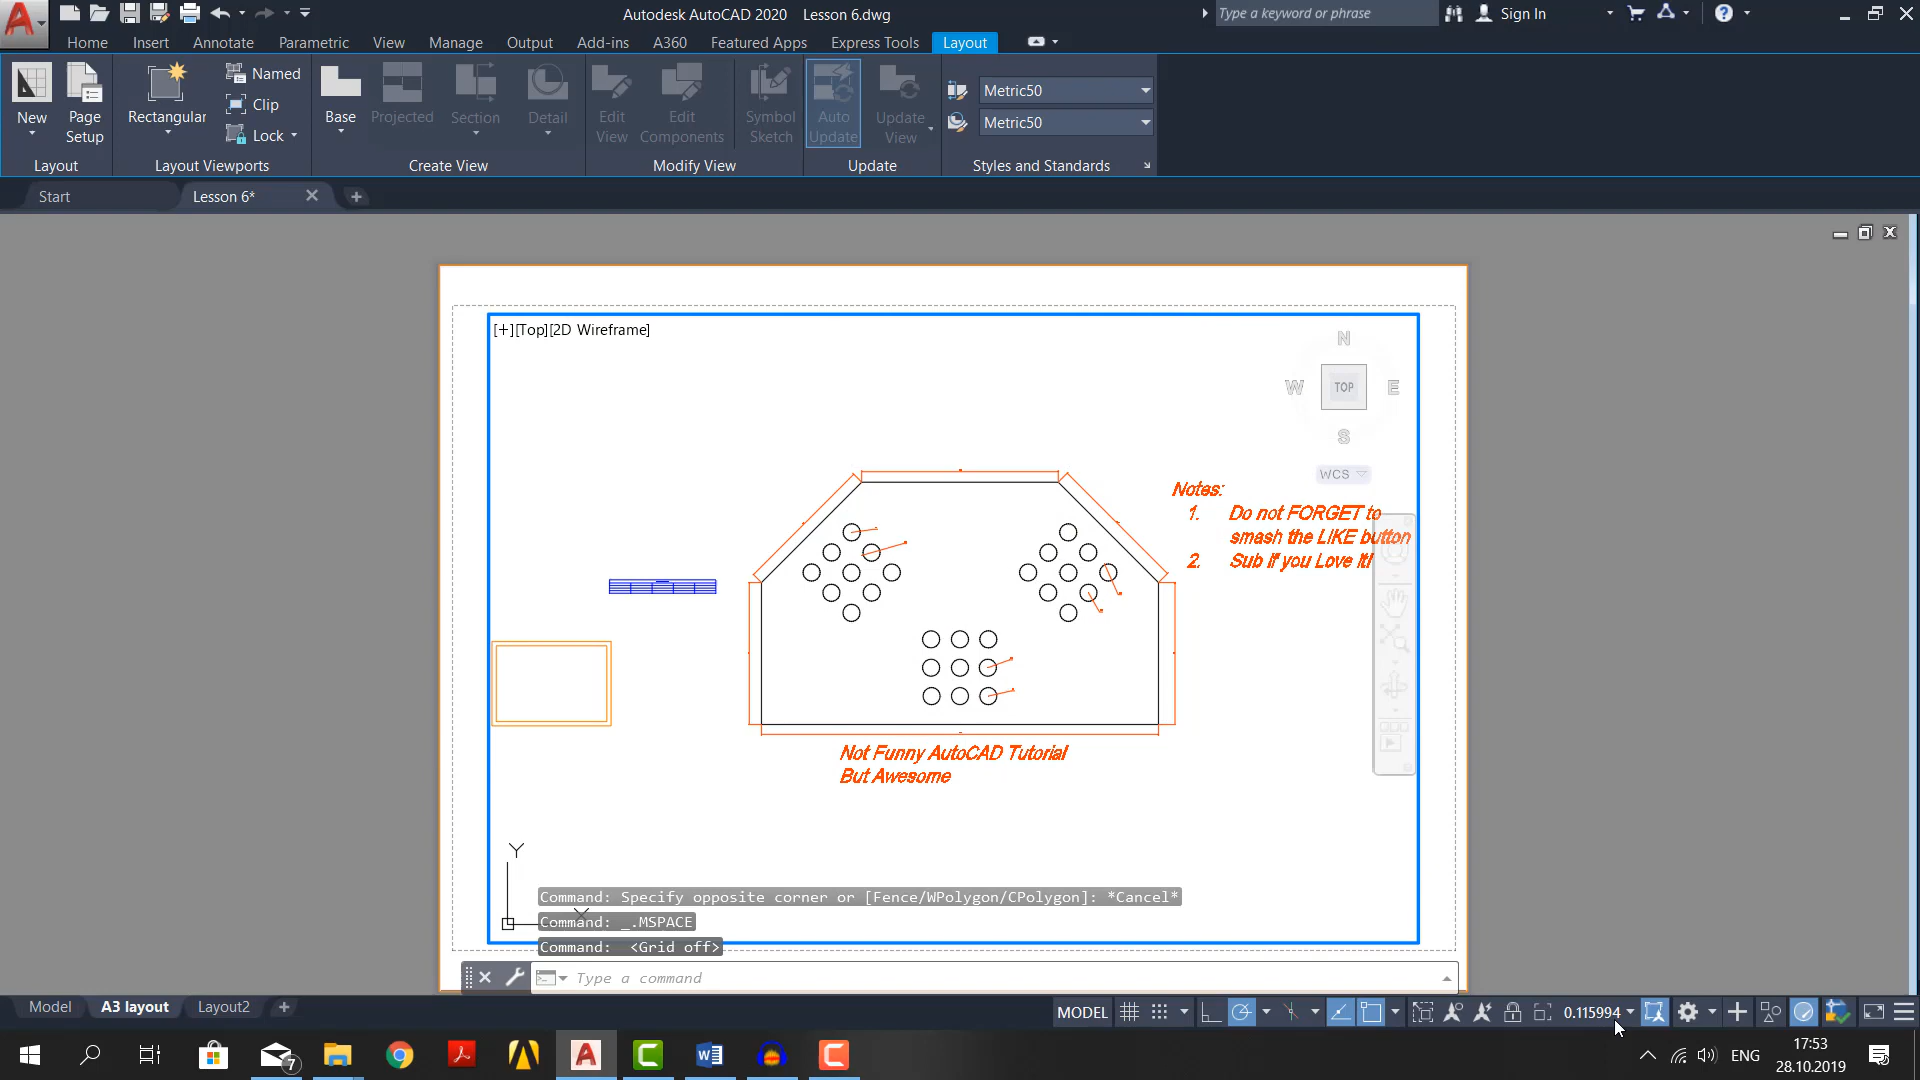 Autodesk AutoCAD 2020 Lesson 6.dwg
Type a keyword or phrase
Sign In
Home Insert Annotate Parametric View Manage Output Add-ins A360 Featured Apps Express Tools Layout
New
Page
Setup
Rectangular
Named
Clip
Lock
Base
Projected
Section
Detail
Edit
View
Edit
Components
Symbol
Sketch
Auto
Update
Update
View
Metric50
Metric50
Layout
Layout Viewports
Create View
Modify View
Update
Styles and Standards
Start
Lesson 6*
[+][Top][2D Wireframe]
N
W
TOP
E
S
WCS
Notes:
1. Do not FORGET to
smash the LIKE button
2. Sub if you Love it!
Not Funny AutoCAD Tutorial
But Awesome
Y
X
Command: Specify opposite corner or [Fence/WPolygon/CPolygon]: *Cancel*
Command: _.MSPACE
Command: <Grid off>
Type a command
Model
A3 layout
Layout2
MODEL
0.115994
7
ENG
17:53
28.10.2019